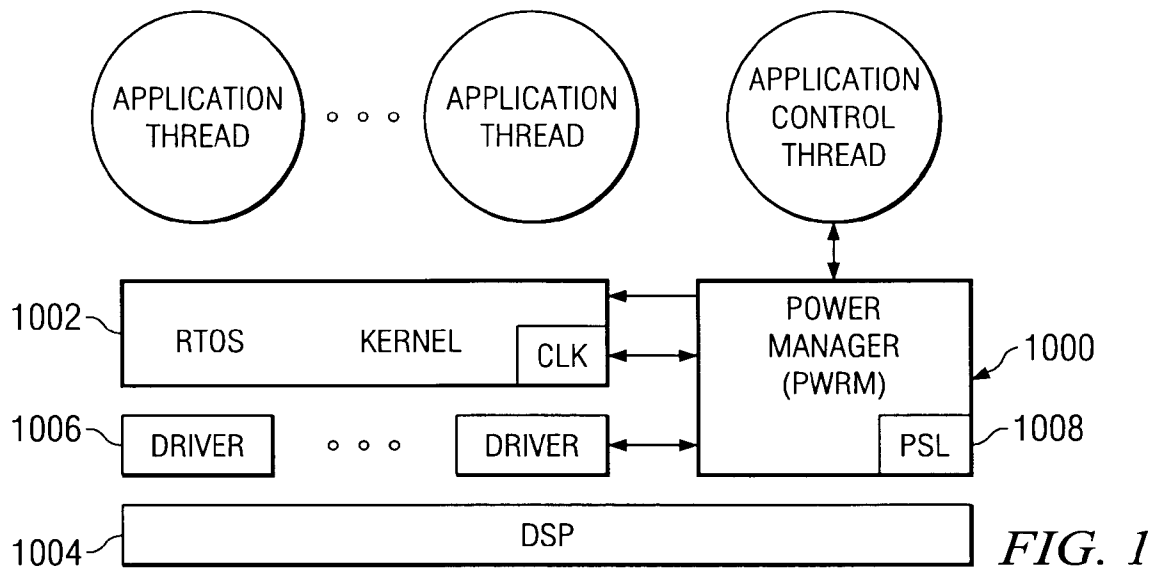 APPLICATION THREAD
APPLICATION THREAD
APPLICATION CONTROL THREAD
1002
RTOS KERNEL
CLK
POWER MANAGER (PWRM)
1000
1006
DRIVER
DRIVER
PSL
1008
1004
DSP
FIG. 1